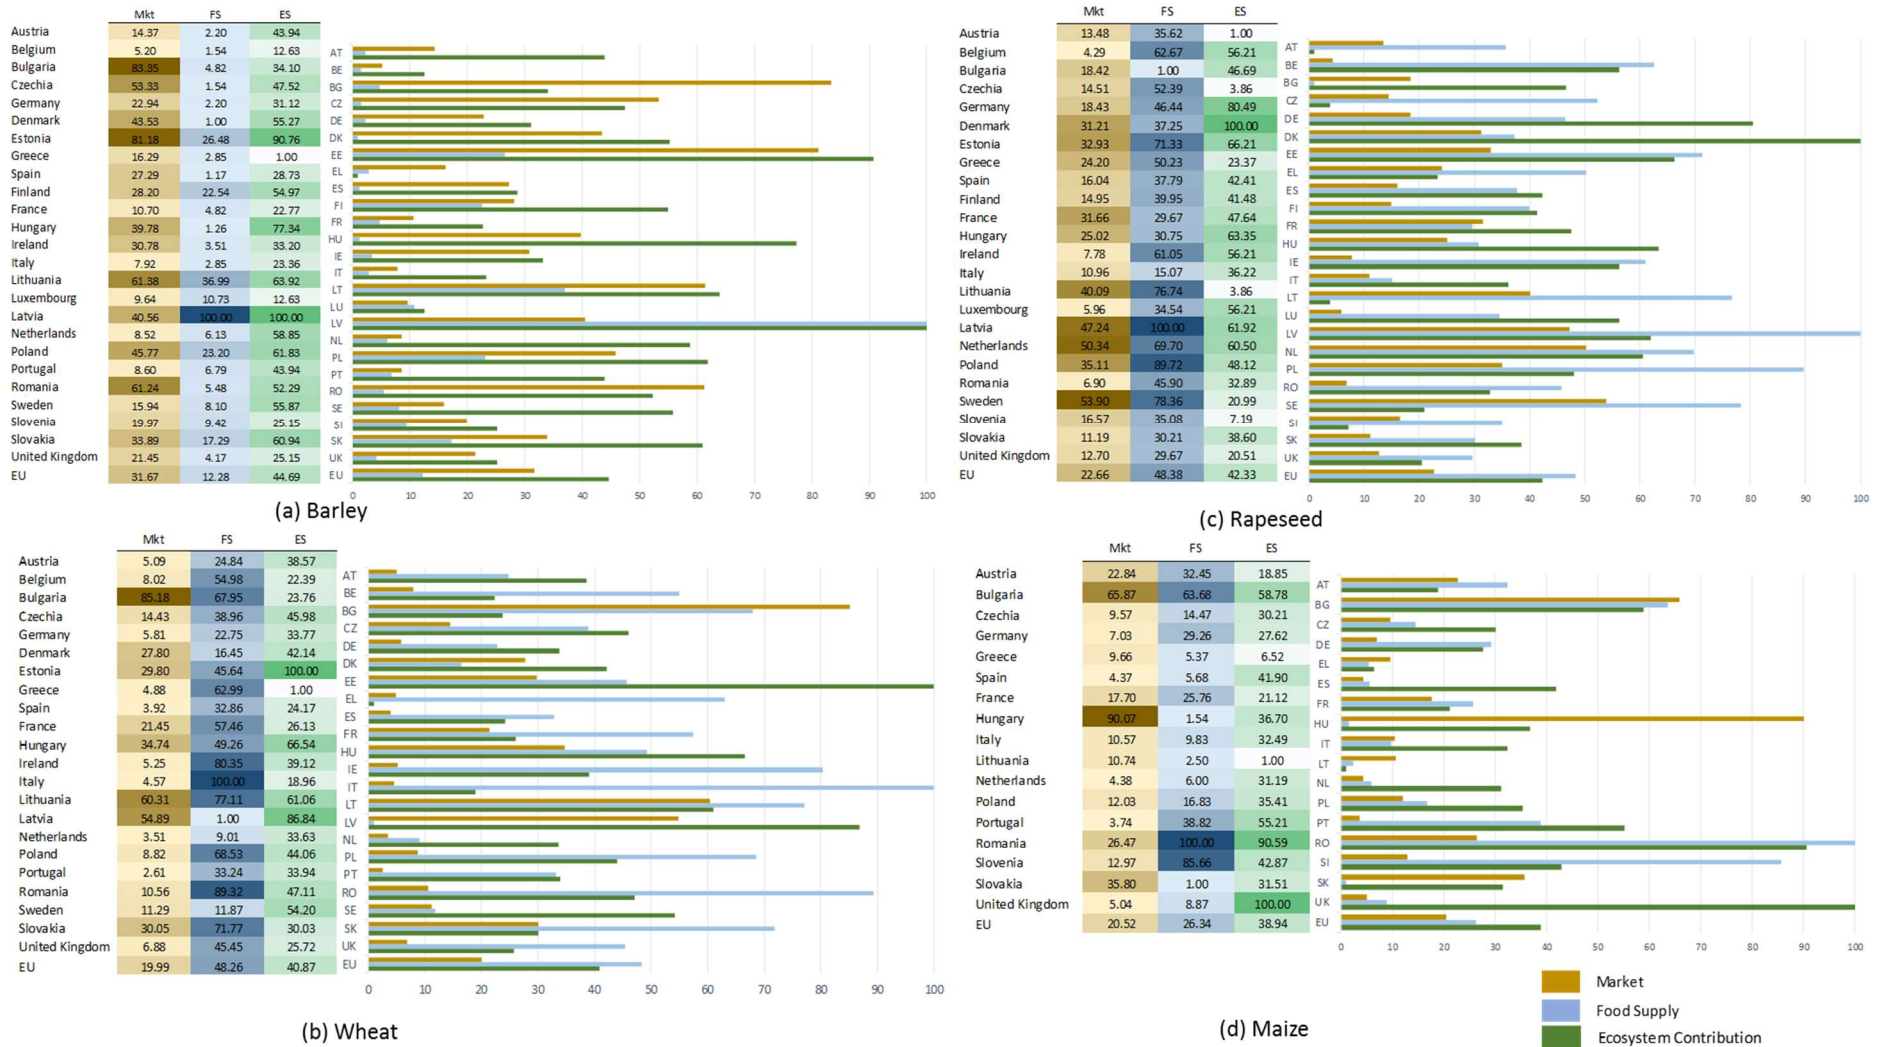 Mkt FS ES
Austria 14.37 2.20 43.94
Belgium 5.20 1.54 12.63
Bulgaria 83.35 4.82 34.10
Czechia 53.33 1.54 47.52
Germany 22.94 2.20 31.12
Denmark 43.53 1.00 55.27
Estonia 81.18 26.48 90.76
Greece 16.29 2.85 1.00
Spain 27.29 1.17 28.73
Finland 28.20 22.54 54.97
France 10.70 4.82 22.77
Hungary 39.78 1.26 77.34
Ireland 30.78 3.51 33.20
Italy 7.92 2.85 23.36
Lithuania 61.38 36.99 63.92
Luxembourg 9.64 10.73 12.63
Latvia 40.56 100.00 100.00
Netherlands 8.52 6.13 58.85
Poland 45.77 23.20 61.83
Portugal 8.60 6.79 43.94
Romania 61.24 5.48 52.29
Sweden 15.94 8.10 55.87
Slovenia 19.97 9.42 25.15
Slovakia 33.89 17.29 60.94
United Kingdom 21.45 4.17 25.15
EU 31.67 12.28 44.69
AT
BE
BG
CZ
DE
DK
EE
EL
ES
FI
FR
HU
IE
IT
LT
LU
LV
NL
PL
PT
RO
SE
SI
SK
UK
EU
0 10 20 30 40 50 60 70 80 90 100
(a) Barley
Mkt FS ES
Austria 5.09 24.84 38.57
Belgium 8.02 54.98 22.39
Bulgaria 85.18 67.95 23.76
Czechia 14.43 38.96 45.98
Germany 5.81 22.75 33.77
Denmark 27.80 16.45 42.14
Estonia 29.80 45.64 100.00
Greece 4.88 62.99 1.00
Spain 3.92 32.86 24.17
France 21.45 57.46 26.13
Hungary 34.74 49.26 66.54
Ireland 5.25 80.35 39.12
Italy 4.57 100.00 18.96
Lithuania 60.31 77.11 61.06
Latvia 54.89 1.00 86.84
Netherlands 3.51 9.01 33.63
Poland 8.82 68.53 44.06
Portugal 2.61 33.24 33.94
Romania 10.56 89.32 47.11
Sweden 11.29 11.87 54.20
Slovakia 30.05 71.77 30.03
United Kingdom 6.88 45.45 25.72
EU 19.99 48.26 40.87
AT
BE
BG
CZ
DE
DK
EE
EL
ES
FR
HU
IE
IT
LT
LV
NL
PL
PT
RO
SE
SK
UK
EU
0 10 20 30 40 50 60 70 80 90 100
(b) Wheat
Mkt FS ES
Austria 13.48 35.62 1.00
Belgium 4.29 62.67 56.21
Bulgaria 18.42 1.00 46.69
Czechia 14.51 52.39 3.86
Germany 18.43 46.44 80.49
Denmark 31.21 37.25 100.00
Estonia 32.93 71.33 66.21
Greece 24.20 50.23 23.37
Spain 16.04 37.79 42.41
Finland 14.95 39.95 41.48
France 31.66 29.67 47.64
Hungary 25.02 30.75 63.35
Ireland 7.78 61.05 56.21
Italy 10.96 15.07 36.22
Lithuania 40.09 76.74 3.86
Luxembourg 5.96 34.54 56.21
Latvia 47.24 100.00 61.92
Netherlands 50.34 69.70 60.50
Poland 35.11 89.72 48.12
Romania 6.90 45.90 32.89
Sweden 53.90 78.36 20.99
Slovenia 16.57 35.08 7.19
Slovakia 11.19 30.21 38.60
United Kingdom 12.70 29.67 20.51
EU 22.66 48.38 42.33
AT
BE
BG
CZ
DE
DK
EE
EL
ES
FI
FR
HU
IE
IT
LT
LU
LV
NL
PL
RO
SE
SI
SK
UK
EU
0 10 20 30 40 50 60 70 80 90 100
(c) Rapeseed
Mkt FS ES
Austria 22.84 32.45 18.85
Bulgaria 65.87 63.68 58.78
Czechia 9.57 14.47 30.21
Germany 7.03 29.26 27.62
Greece 9.66 5.37 6.52
Spain 4.37 5.68 41.90
France 17.70 25.76 21.12
Hungary 90.07 1.54 36.70
Italy 10.57 9.83 32.49
Lithuania 10.74 2.50 1.00
Netherlands 4.38 6.00 31.19
Poland 12.03 16.83 35.41
Portugal 3.74 38.82 55.21
Romania 26.47 100.00 90.59
Slovenia 12.97 85.66 42.87
Slovakia 35.80 1.00 31.51
United Kingdom 5.04 8.87 100.00
EU 20.52 26.34 38.94
AT
BG
CZ
DE
EL
ES
FR
HU
IT
LT
NL
PL
PT
RO
SI
SK
UK
EU
0 10 20 30 40 50 60 70 80 90 100
(d) Maize
Market
Food Supply
Ecosystem Contribution